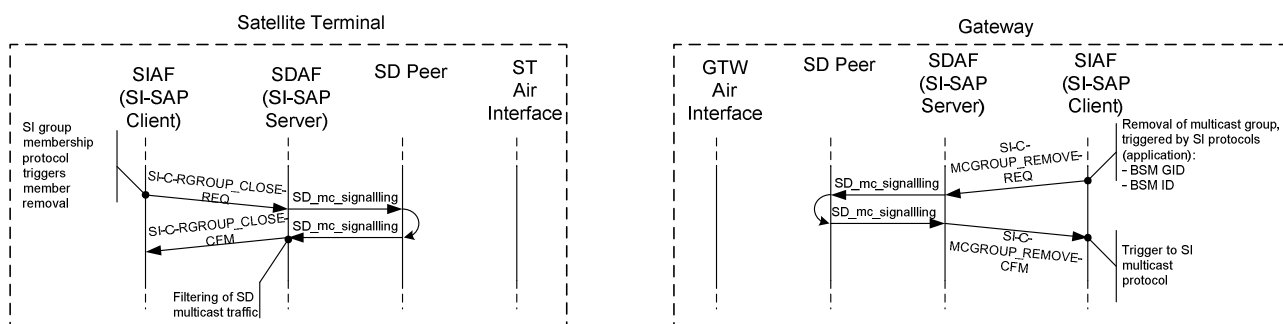 Satellite Terminal
SIAF
(SI-SAP
Client)
SDAF
(SI-SAP
Server)
SD Peer
ST
Air
Interface
SI group
membership
protocol
triggers
member
removal
SI-C-RGROUP_CLOSE-
REQ
SD_mc_signallling
SI-C-RGROUP_CLOSE-
CFM
SD_mc_signallling
Filtering of SD
multicast traffic
Gateway
GTW
Air
Interface
SD Peer
SDAF
(SI-SAP
Server)
SIAF
(SI-SAP
Client)
Removal of multicast group,
triggered by SI protocols
(application):
- BSM GID
- BSM ID
SI-C-
MCGROUP_REMOVE-
REQ
SD_mc_signallling
SD_mc_signallling
SI-C-
MCGROUP_REMOVE-
CFM
Trigger to SI
multicast
protocol